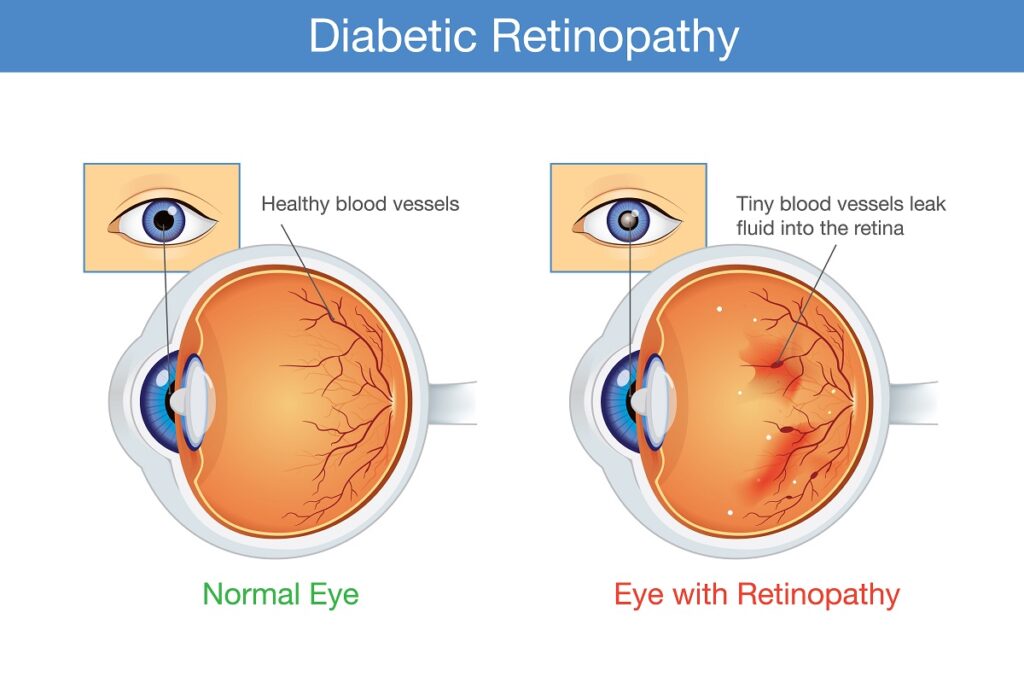 Diabetic Retinopathy
Healthy blood vessels
Tiny blood vessels leak
fluid into the retina
Normal Eye
Eye with Retinopathy